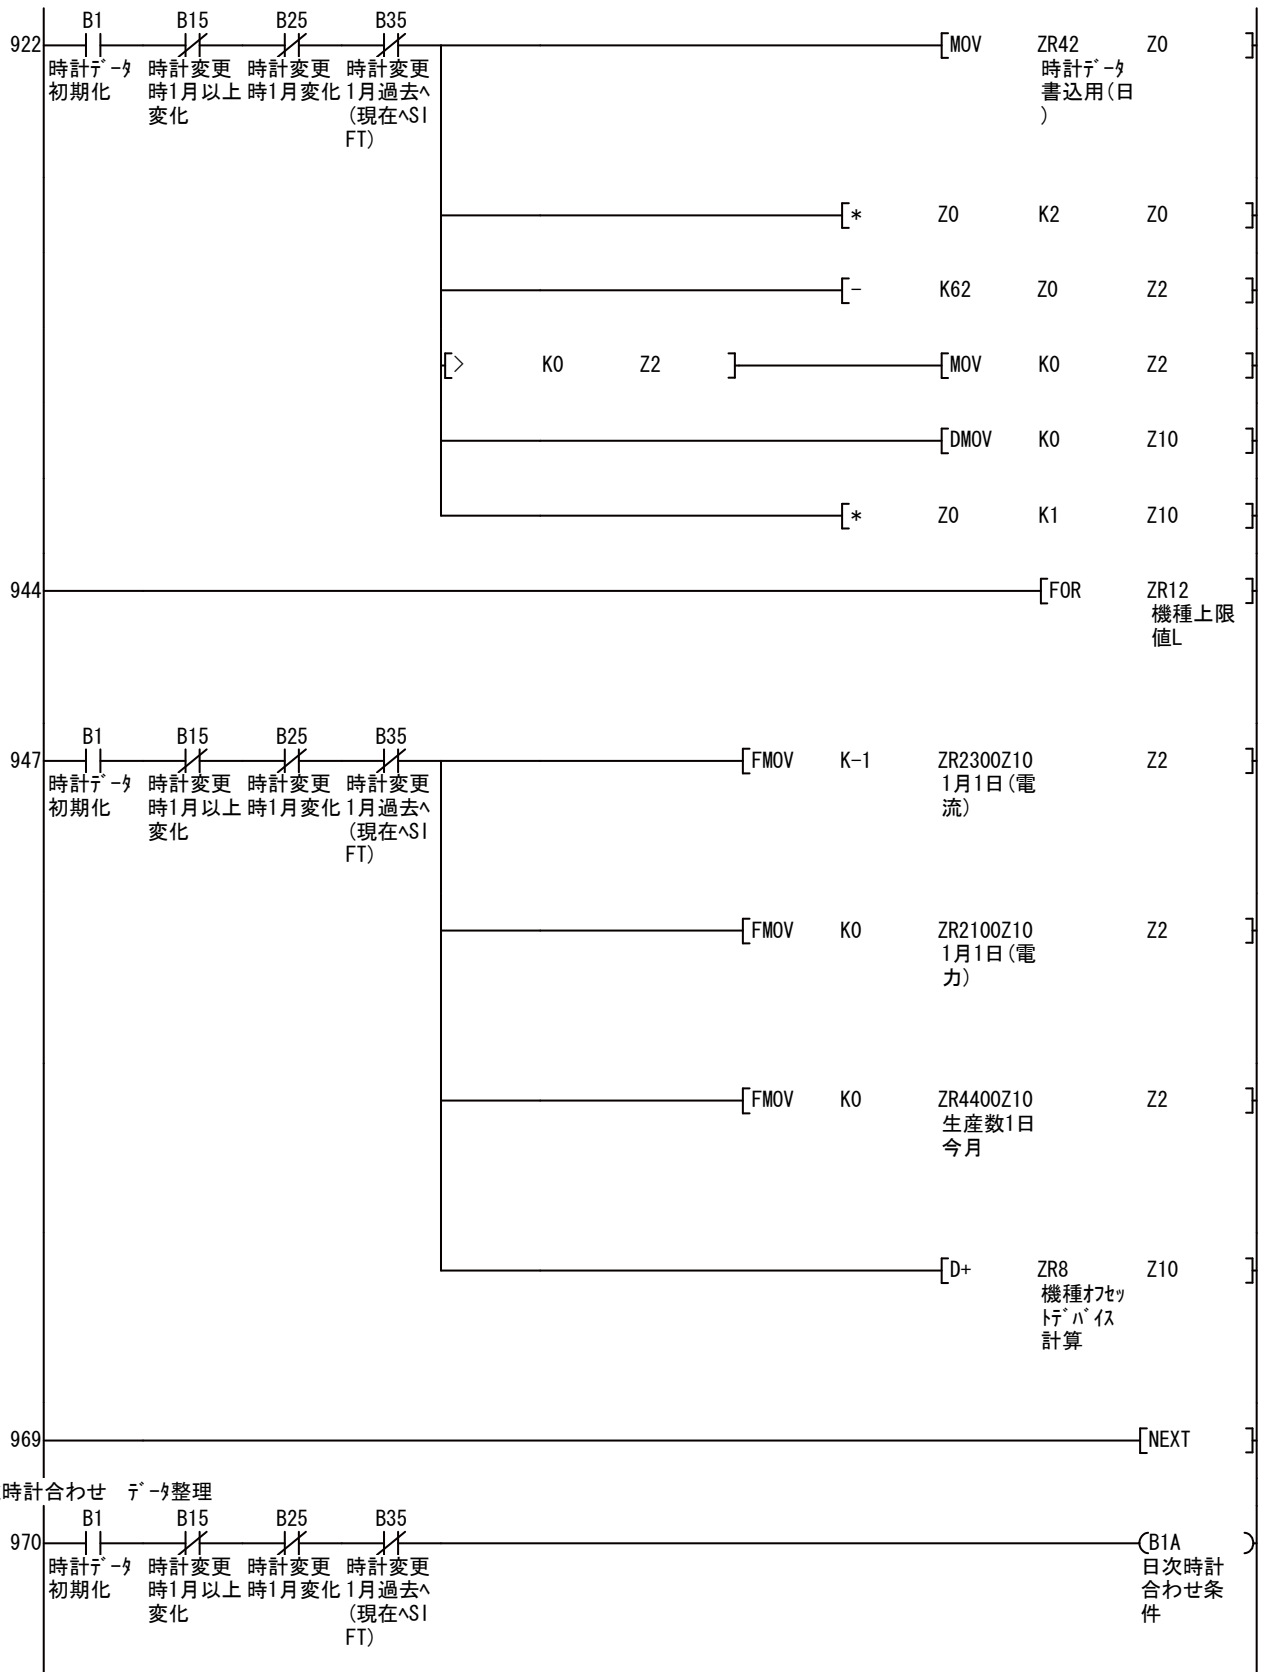 B1 B15 B25 B35
922 [MOV ZR42 Z0 ]
時計ﾃﾞｰﾀ 時計変更 時計変更 時計変更 時計ﾃﾞｰﾀ
初期化 時1月以上 時1月変化 1月過去へ 書込用(日
変化 (現在へSI )
FT)
[* Z0 K2 Z0 ]
[- K62 Z0 Z2 ]
[> K0 Z2 ] [MOV K0 Z2 ]
[DMOV K0 Z10 ]
[* Z0 K1 Z10 ]
944 [FOR ZR12 ]
機種上限
値L
B1 B15 B25 B35
947 [FMOV K-1 ZR2300Z10 Z2 ]
時計ﾃﾞｰﾀ 時計変更 時計変更 時計変更 1月1日(電
初期化 時1月以上 時1月変化 1月過去へ 流)
変化 (現在へSI
FT)
[FMOV K0 ZR2100Z10 Z2 ]
1月1日(電
力)
[FMOV K0 ZR4400Z10 Z2 ]
生産数1日
今月
[D+ ZR8 Z10 ]
機種ｵﾌｾｯ
ﾄﾃﾞﾊﾞｲｽ
計算
969 [NEXT ]
時計合わせ ﾃﾞｰﾀ整理
B1 B15 B25 B35
970 (B1A )
時計ﾃﾞｰﾀ 時計変更 時計変更 時計変更 日次時計
初期化 時1月以上 時1月変化 1月過去へ 合わせ条
変化 (現在へSI 件
FT)